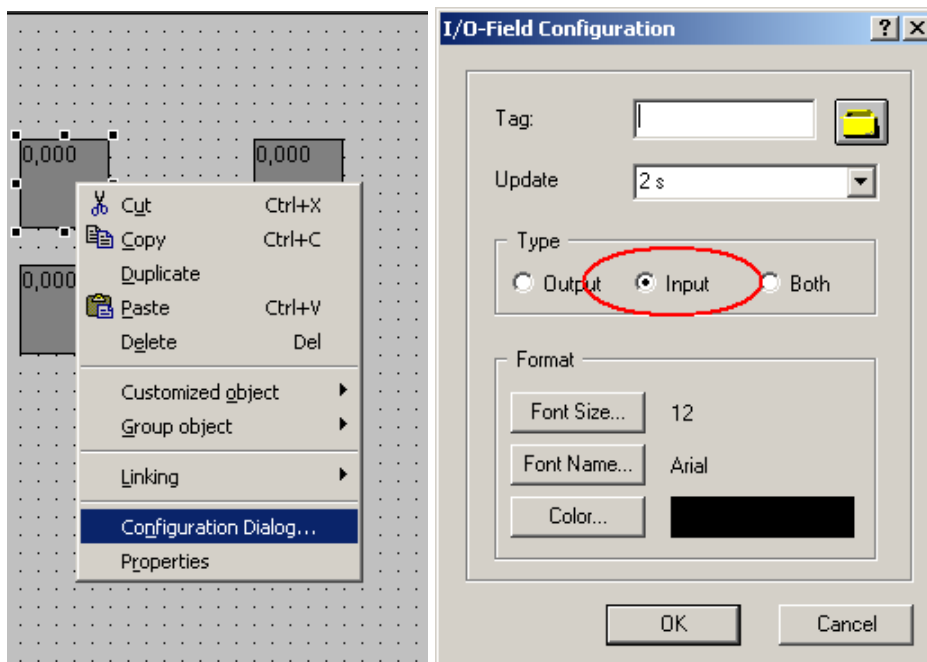 0,000
0,000
0,000
Cut Ctrl+X
Copy Ctrl+C
Duplicate
Paste Ctrl+V
Delete Del
Customized object
Group object
Linking
Configuration Dialog...
Properties
I/O-Field Configuration
Tag:
Update 2 s
Type
Output Input Both
Format
Font Size... 12
Font Name... Arial
Color...
OK Cancel